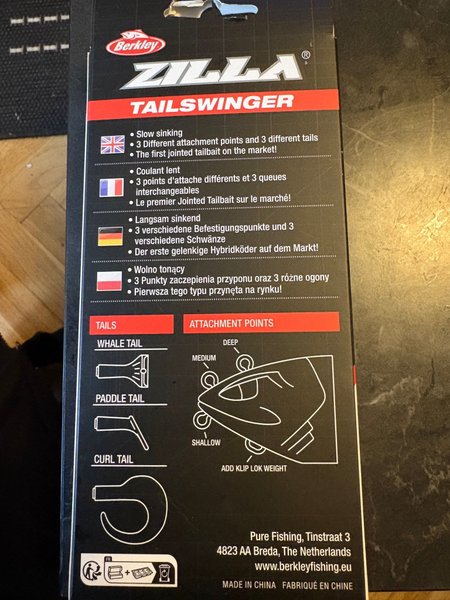 Berkley
ZILLA®
TAILSWINGER
• Slow sinking
• 3 Different attachment points and 3 different tails
• The first jointed tailbait on the market!
• Coulant lent
• 3 points d'attache différents et 3 queues
interchangeables
• Le premier Jointed Tailbait sur le marché!
• Langsam sinkend
• 3 verschiedene Befestigungspunkte und 3
verschiedene Schwänze
• Der erste gelenkige Hybridköder auf dem Markt!
• Wolno tonący
• 3 Punkty zaczepienia przyponu oraz 3 różne ogony
• Pierwsza tego typu przynęta na rynku!
TAILS
WHALE TAIL
PADDLE TAIL
CURL TAIL
ATTACHMENT POINTS
DEEP
MEDIUM
SHALLOW
ADD KLIP LOK WEIGHT
Pure Fishing, Tinstraat 3
4823 AA Breda, The Netherlands
www.berkleyfishing.eu
MADE IN CHINA FABRIQUÉ EN CHINE